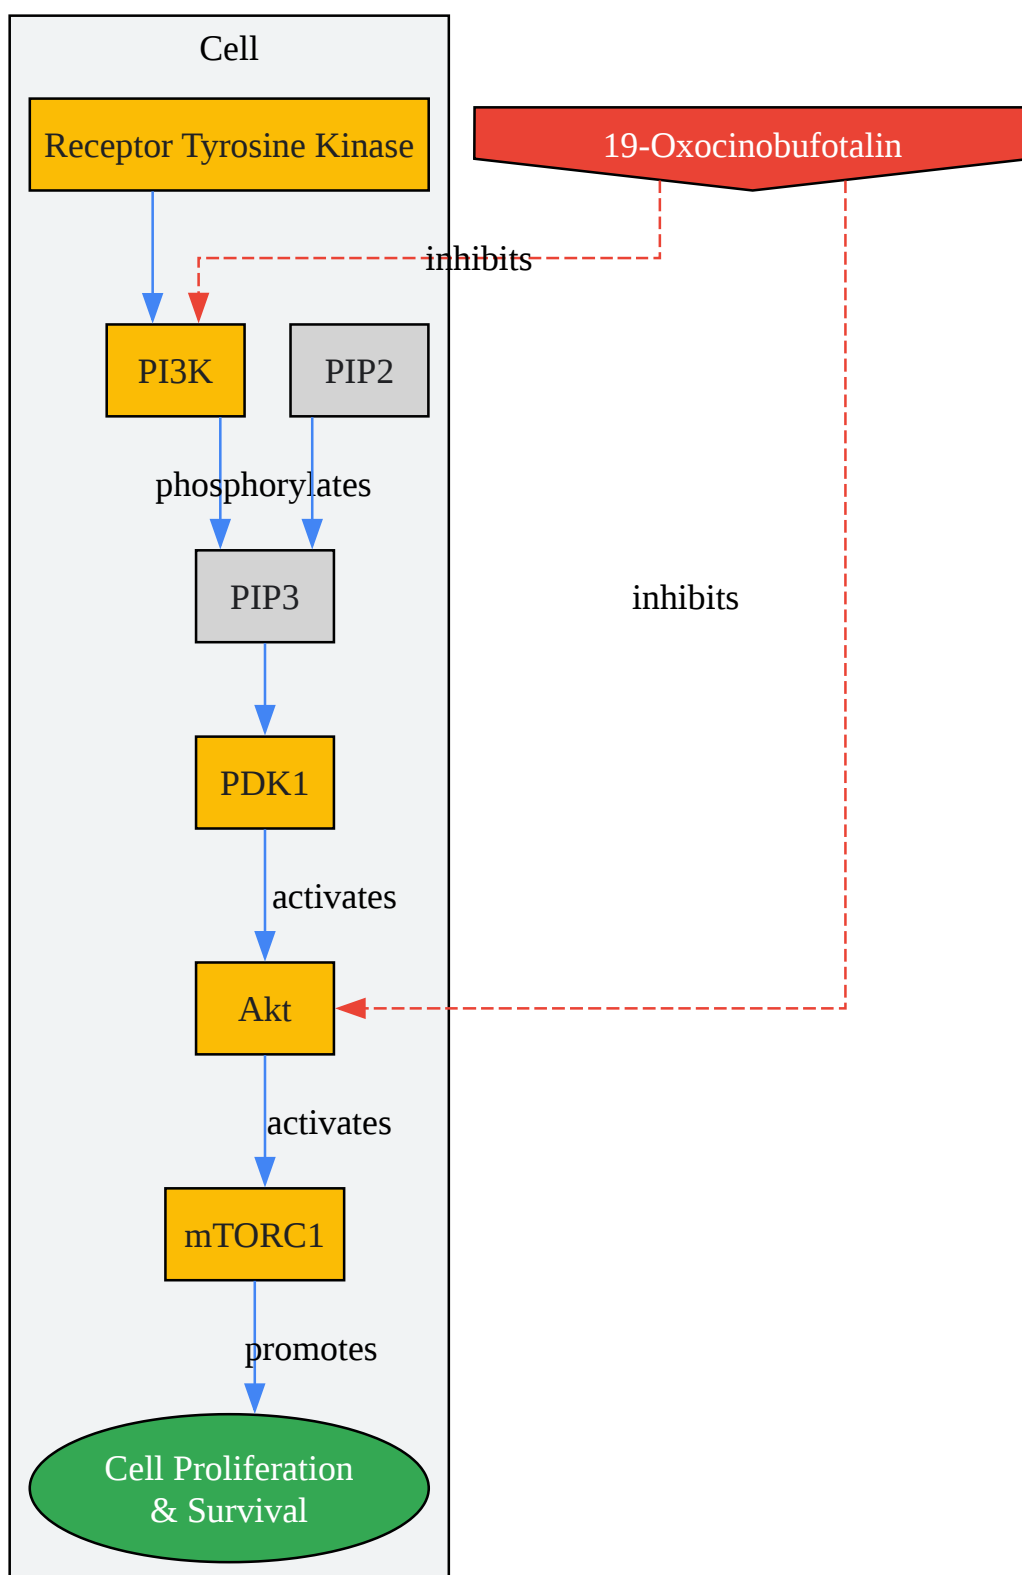 Cell
Receptor Tyrosine Kinase
19-Oxocinobufotalin
inhibits
PI3K
PIP2
phosphorylates
PIP3
inhibits
PDK1
activates
Akt
activates
mTORC1
promotes
Cell Proliferation
& Survival